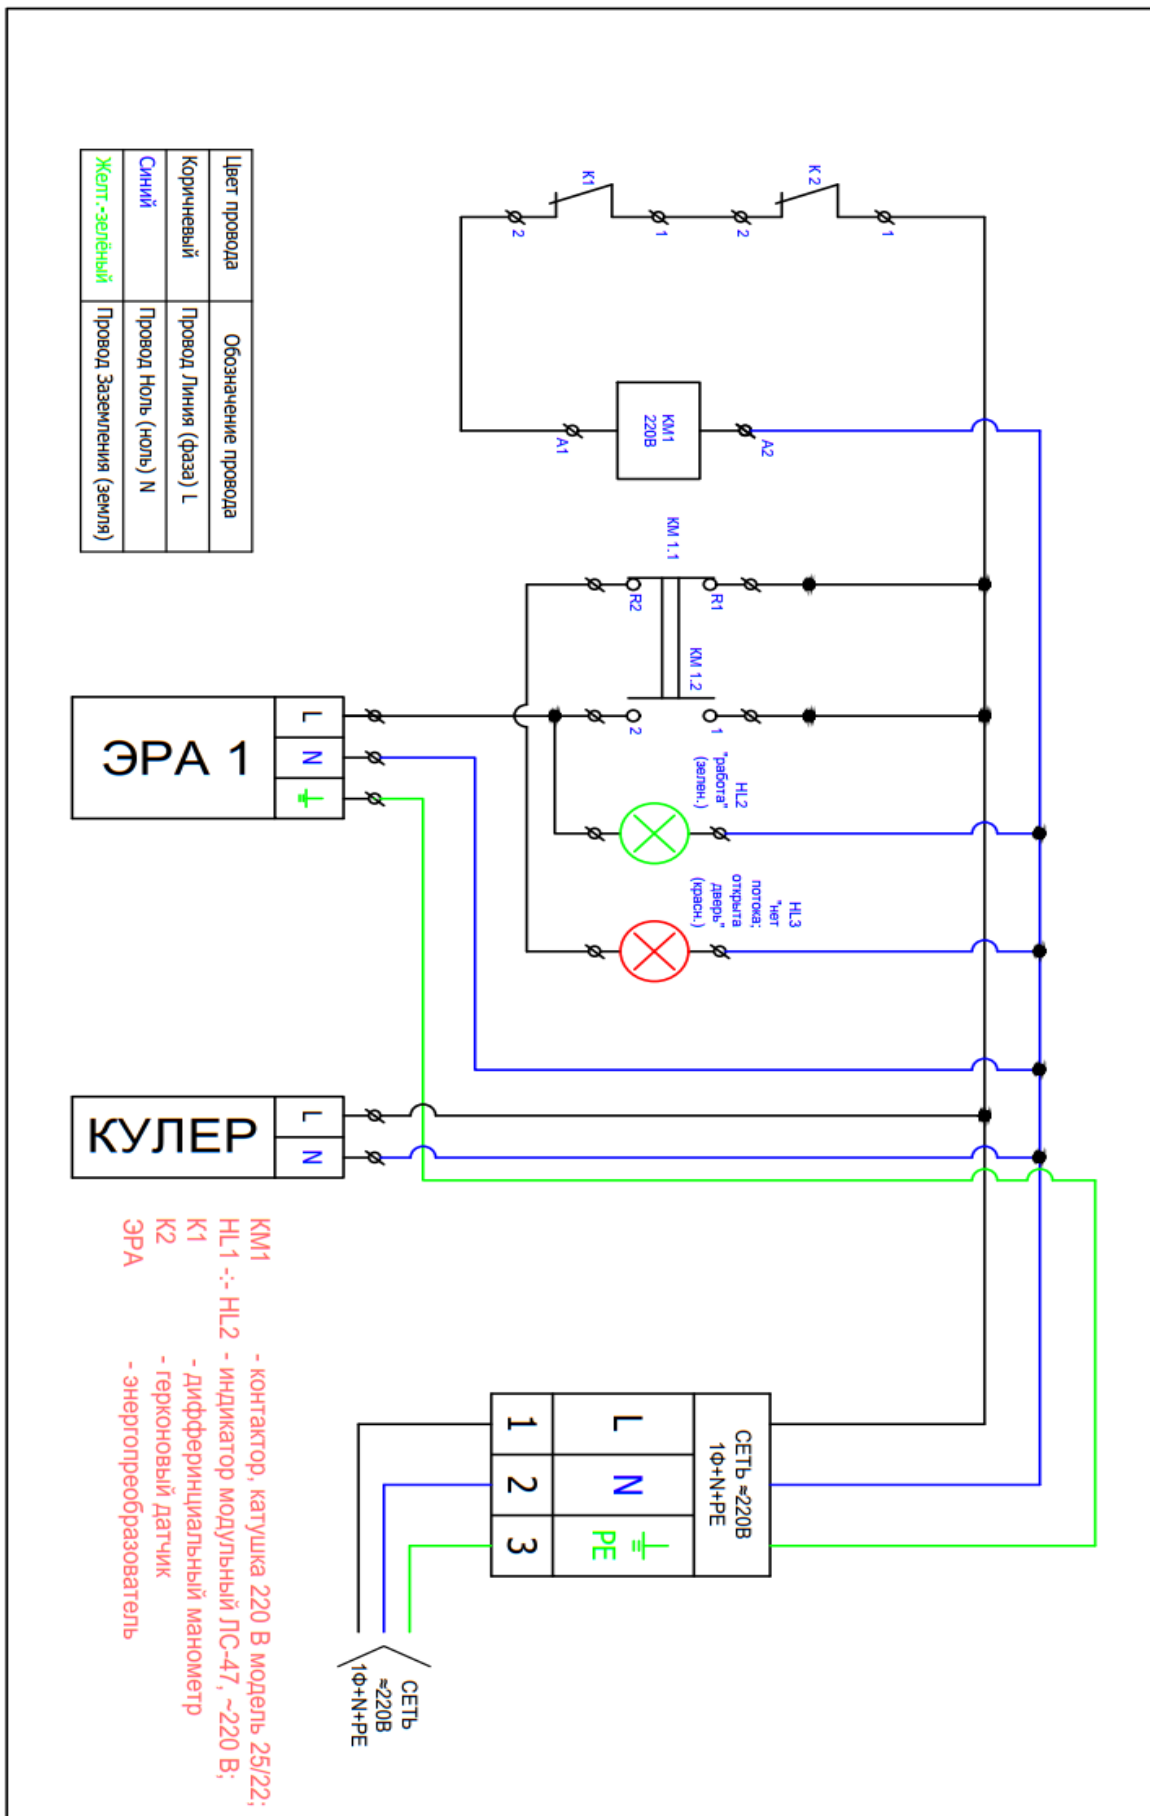 К 2
1
2
К1
1
2
КМ1
220В
А2
А1
КМ 1.1
R1
R2
КМ 1.2
1
2
HL2
"работа"
(зелен.)
HL3
"нет
потока;
открыта
дверь"
(красн.)
СЕТЬ ≈220В
1Ф+N+PE
L
N
PE
1
2
3
СЕТЬ
≈220В
1Ф+N+PE
Цвет провода
Обозначение провода
Коричневый
Провод Линия (фаза) L
Синий
Провод Ноль (ноль) N
Желт.-зелёный
Провод Заземления (земля)
ЭРА 1
L
N
КУЛЕР
L
N
КМ1 - контактор, катушка 220 В модель 25/22;
HL1 -:- HL2 - индикатор модульный ЛС-47, ~220 В;
К1 - дифференциальный манометр
К2 - герконовый датчик
ЭРА - энергопреобразователь